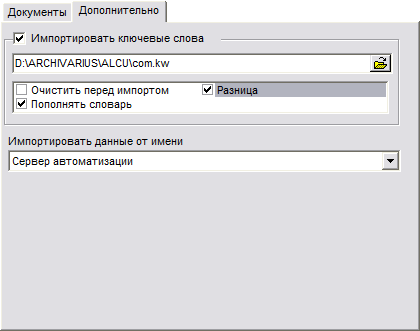 Документы Дополнительно
Импортировать ключевые слова
D:\ARCHIVARIUS\ALCU\com.kw
Очистить перед импортом Разница
Пополнять словарь
Импортировать данные от имени
Сервер автоматизации